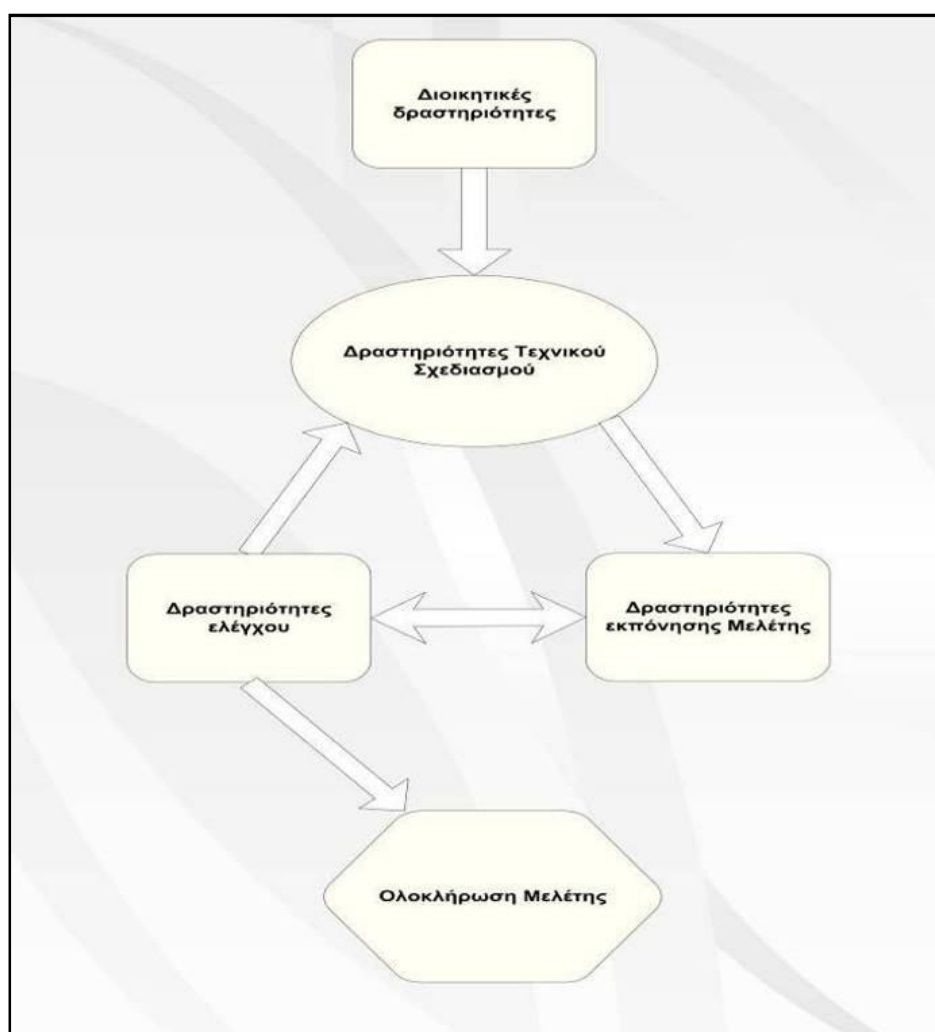 Διοικητικές
δραστηριότητες
Δραστηριότητες Τεχνικού
Σχεδιασμού
Δραστηριότητες
ελέγχου
Δραστηριότητες
εκπόνησης Μελέτης
Ολοκλήρωση Μελέτης